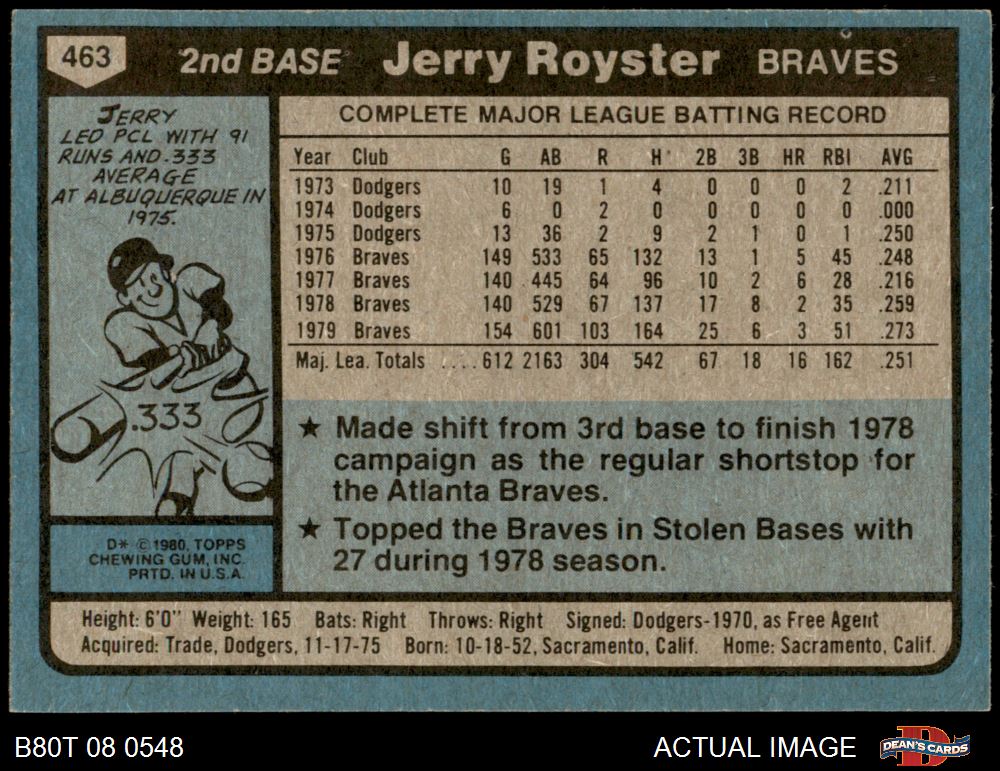 463 2nd BASE Jerry Royster BRAVES
JERRY
LED PCL WITH 91
RUNS AND .333
AVERAGE
AT ALBUQUERQUE IN
1975.
.333
D* © 1980, TOPPS
CHEWING GUM, INC.
PRTD. IN U.S.A.
COMPLETE MAJOR LEAGUE BATTING RECORD
Year Club G AB R H 2B 3B HR RBI AVG
1973 Dodgers 10 19 1 4 0 0 0 2 .211
1974 Dodgers 6 0 2 0 0 0 0 0 .000
1975 Dodgers 13 36 2 9 2 1 0 1 .250
1976 Braves 149 533 65 132 13 1 5 45 .248
1977 Braves 140 445 64 96 10 2 6 28 .216
1978 Braves 140 529 67 137 17 8 2 35 .259
1979 Braves 154 601 103 164 25 6 3 51 .273
Maj. Lea. Totals .... 612 2163 304 542 67 18 16 162 .251
★ Made shift from 3rd base to finish 1978
campaign as the regular shortstop for
the Atlanta Braves.
★ Topped the Braves in Stolen Bases with
27 during 1978 season.
Height: 6'0" Weight: 165 Bats: Right Throws: Right Signed: Dodgers-1970, as Free Agent
Acquired: Trade, Dodgers, 11-17-75 Born: 10-18-52, Sacramento, Calif. Home: Sacramento, Calif.
B80T 08 0548 ACTUAL IMAGE DEAN'S CARDS